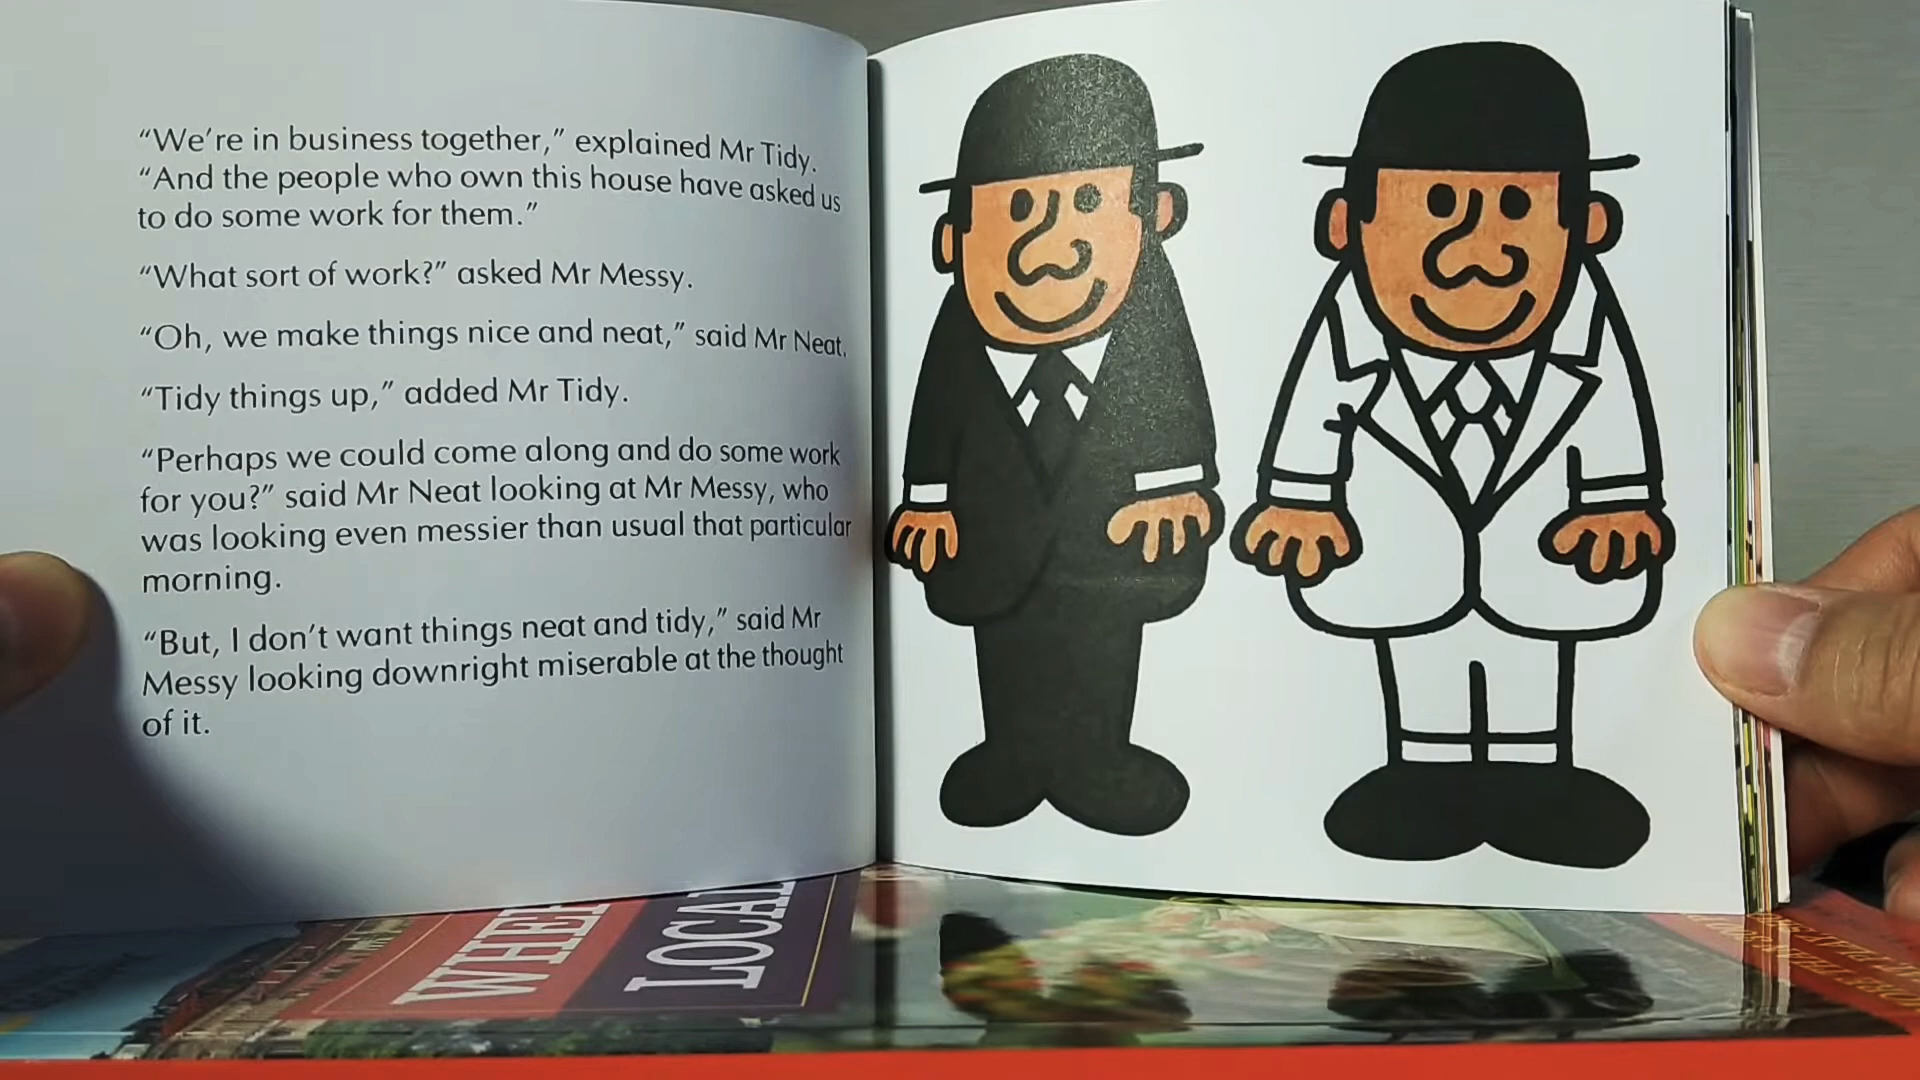 “We’re in business together,” explained Mr Tidy.
“And the people who own this house have asked us
to do some work for them.”
“What sort of work?” asked Mr Messy.
“Oh, we make things nice and neat,” said Mr Neat.
“Tidy things up,” added Mr Tidy.
“Perhaps we could come along and do some work
for you?” said Mr Neat looking at Mr Messy, who
was looking even messier than usual that particular
morning.
“But, I don’t want things neat and tidy,” said Mr
Messy looking downright miserable at the thought
of it.
LOCAL